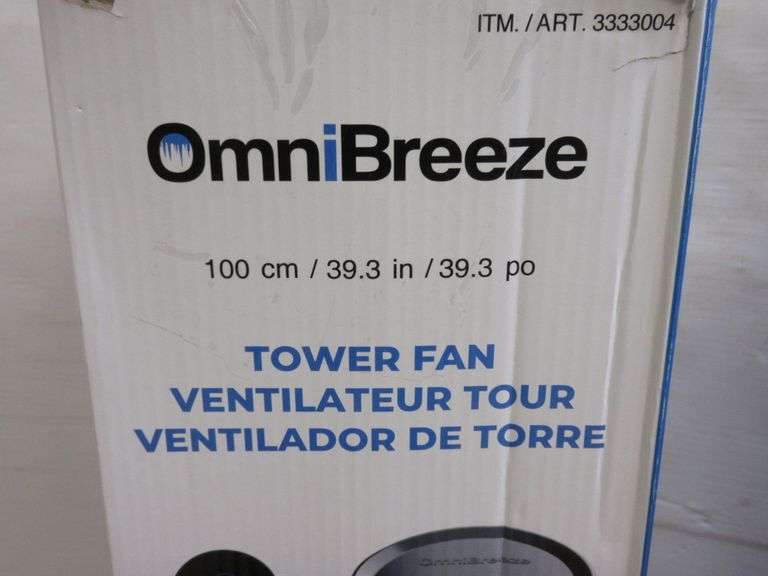 ITM. / ART. 3333004
OmniBreeze
100 cm / 39.3 in / 39.3 po
TOWER FAN
VENTILATEUR TOUR
VENTILADOR DE TORRE
OmniBreeze